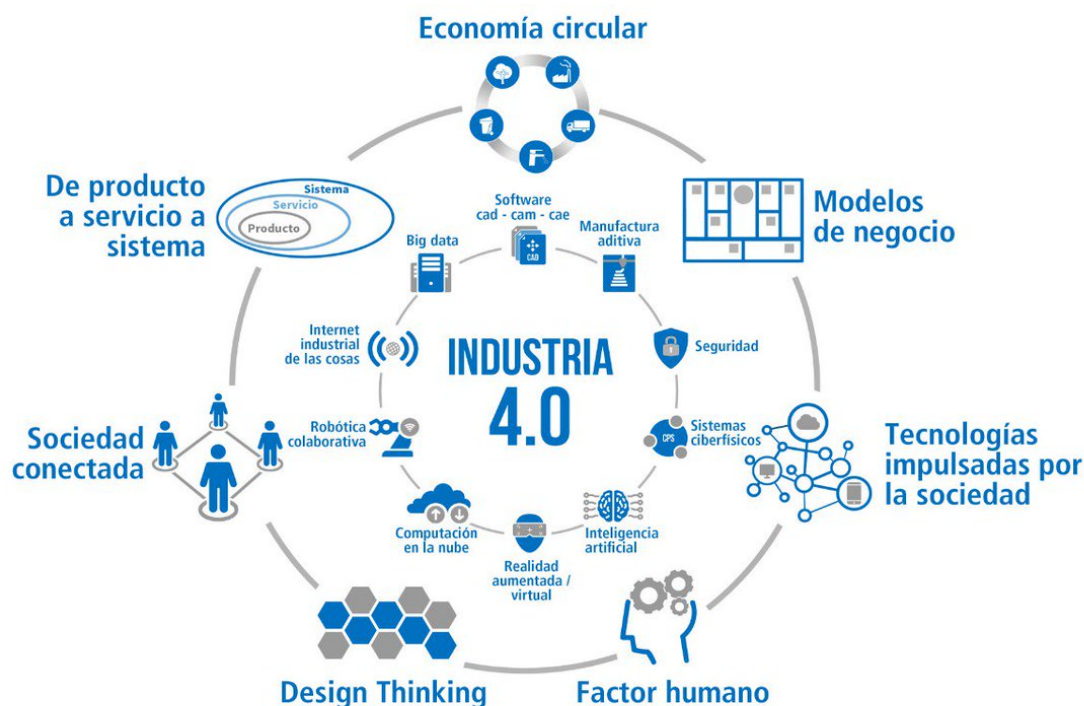 Economía circular
De producto
a servicio a
sistema
Sistema
Servicio
Producto
Modelos
de negocio
Software
cad - cam - cae
CAD
Big data
Manufactura
aditiva
Internet
industrial
de las cosas
INDUSTRIA
4.0
Seguridad
Robótica
colaborativa
CPS
Sistemas
ciberfísicos
Sociedad
conectada
Tecnologías
impulsadas por
la sociedad
Computación
en la nube
Realidad
aumentada /
virtual
Inteligencia
artificial
Design Thinking
Factor humano